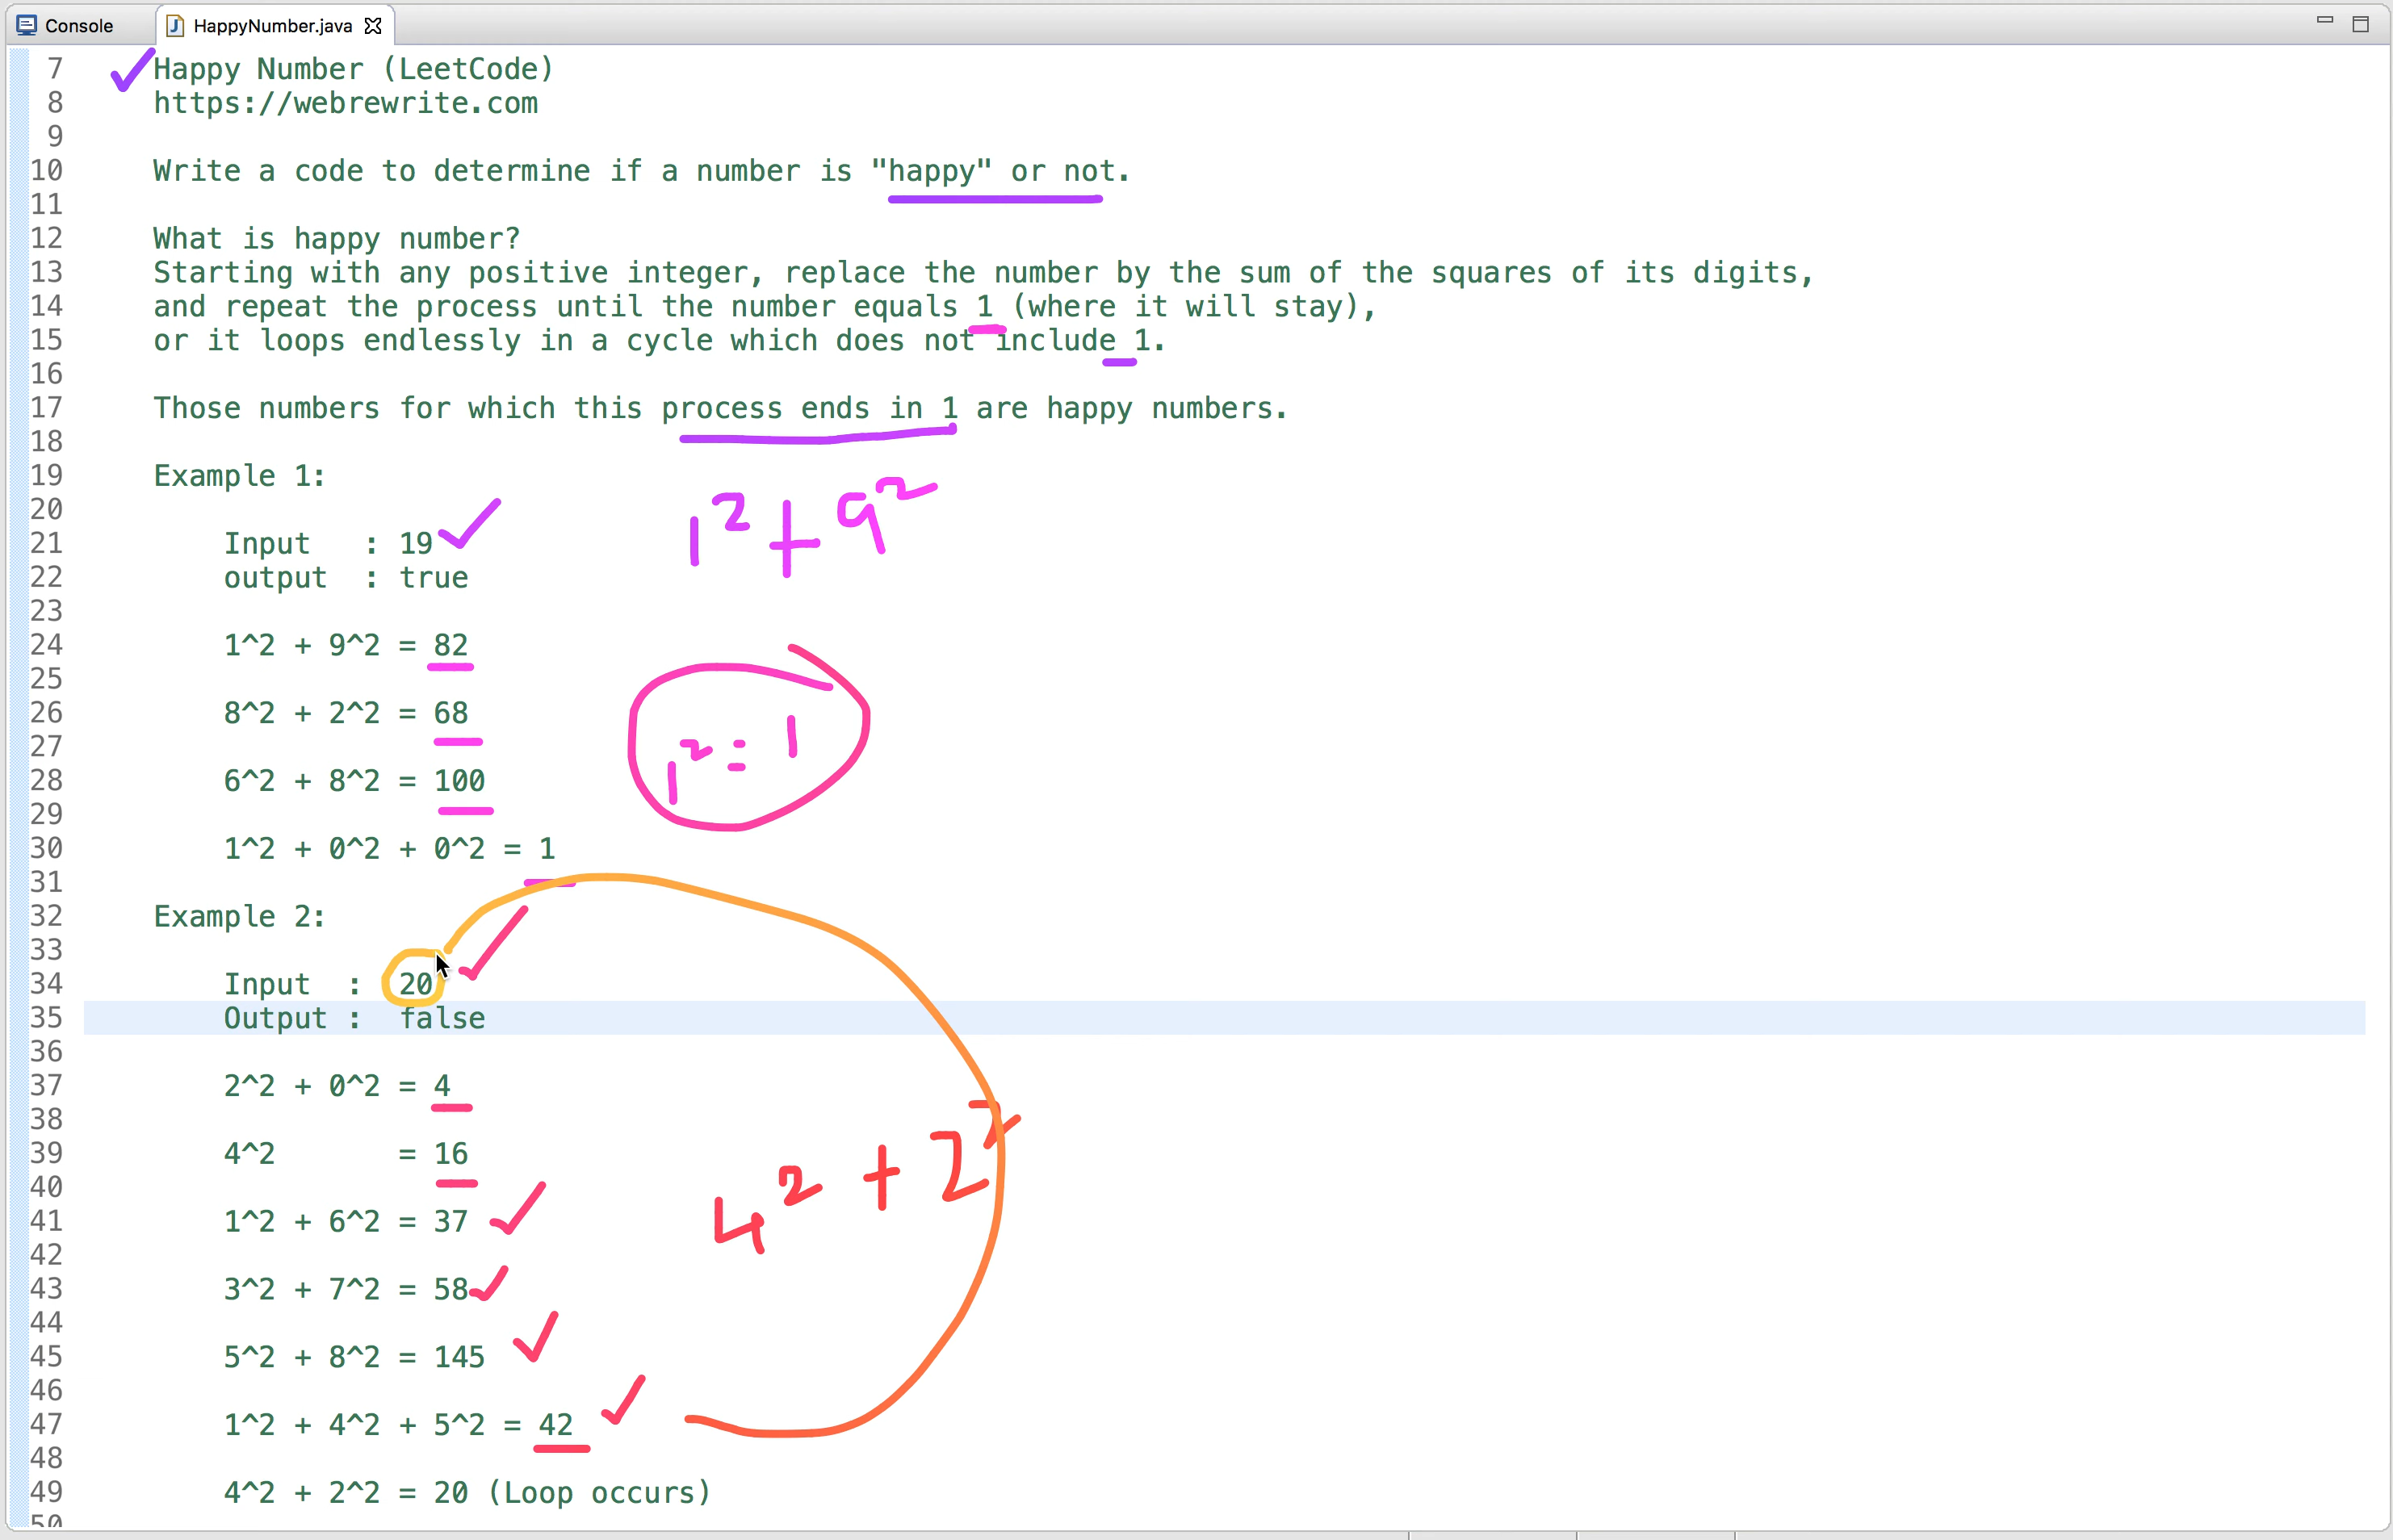 Console HappyNumber.java
7 Happy Number (LeetCode)
8 https://webrewrite.com
9
10 Write a code to determine if a number is "happy" or not.
11
12 What is happy number?
13 Starting with any positive integer, replace the number by the sum of the squares of its digits,
14 and repeat the process until the number equals 1 (where it will stay),
15 or it loops endlessly in a cycle which does not include 1.
16
17 Those numbers for which this process ends in 1 are happy numbers.
18
19 Example 1:
20
21 Input : 19
1² + 9²
22 output : true
23
24 1^2 + 9^2 = 82
25
26 8^2 + 2^2 = 68
27
1² = 1
28 6^2 + 8^2 = 100
29
30 1^2 + 0^2 + 0^2 = 1
31
32 Example 2:
33
34 Input : 20
35 Output : false
36
37 2^2 + 0^2 = 4
38
39 4^2 = 16
40
4² + 2²
41 1^2 + 6^2 = 37
42
43 3^2 + 7^2 = 58
44
45 5^2 + 8^2 = 145
46
47 1^2 + 4^2 + 5^2 = 42
48
49 4^2 + 2^2 = 20 (Loop occurs)
50